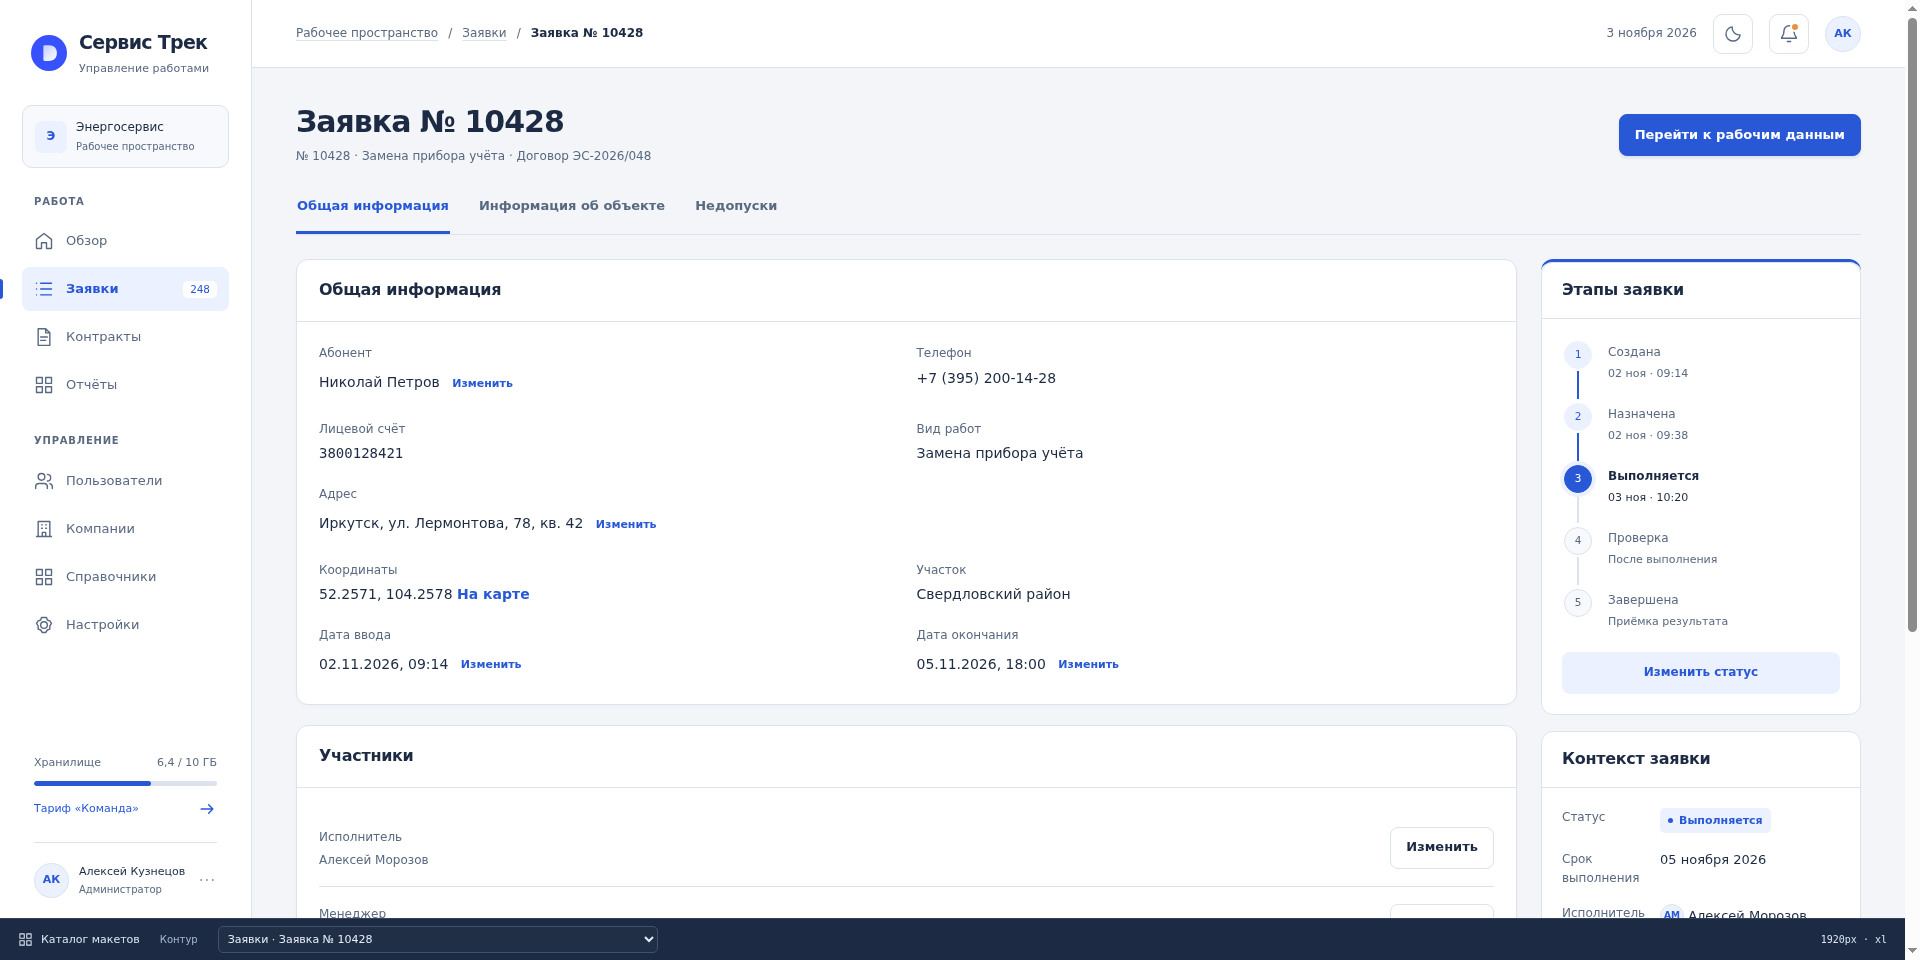 Сервис Трек
Управление работами
Э
Энергосервис
Рабочее пространство
РАБОТА
Обзор
Заявки 248
Контракты
Отчёты
УПРАВЛЕНИЕ
Пользователи
Компании
Справочники
Настройки
Хранилище 6,4 / 10 ГБ
Тариф «Команда»
АК
Алексей Кузнецов
Администратор
Рабочее пространство / Заявки / Заявка № 10428
3 ноября 2026
АК
Заявка № 10428
№ 10428 · Замена прибора учёта · Договор ЭС-2026/048
Перейти к рабочим данным
Общая информация Информация об объекте Недопуски
Общая информация
Абонент
Николай Петров Изменить
Телефон
+7 (395) 200-14-28
Лицевой счёт
3800128421
Вид работ
Замена прибора учёта
Адрес
Иркутск, ул. Лермонтова, 78, кв. 42 Изменить
Координаты
52.2571, 104.2578 На карте
Участок
Свердловский район
Дата ввода
02.11.2026, 09:14 Изменить
Дата окончания
05.11.2026, 18:00 Изменить
Участники
Исполнитель
Алексей Морозов
Изменить
Менеджер
Этапы заявки
1 Создана
02 ноя · 09:14
2 Назначена
02 ноя · 09:38
3 Выполняется
03 ноя · 10:20
4 Проверка
После выполнения
5 Завершена
Приёмка результата
Изменить статус
Контекст заявки
Статус Выполняется
Срок
выполнения
05 ноября 2026
Исполнитель АМ Алексей Морозов
Каталог макетов Контур Заявки · Заявка № 10428
1920px · xl